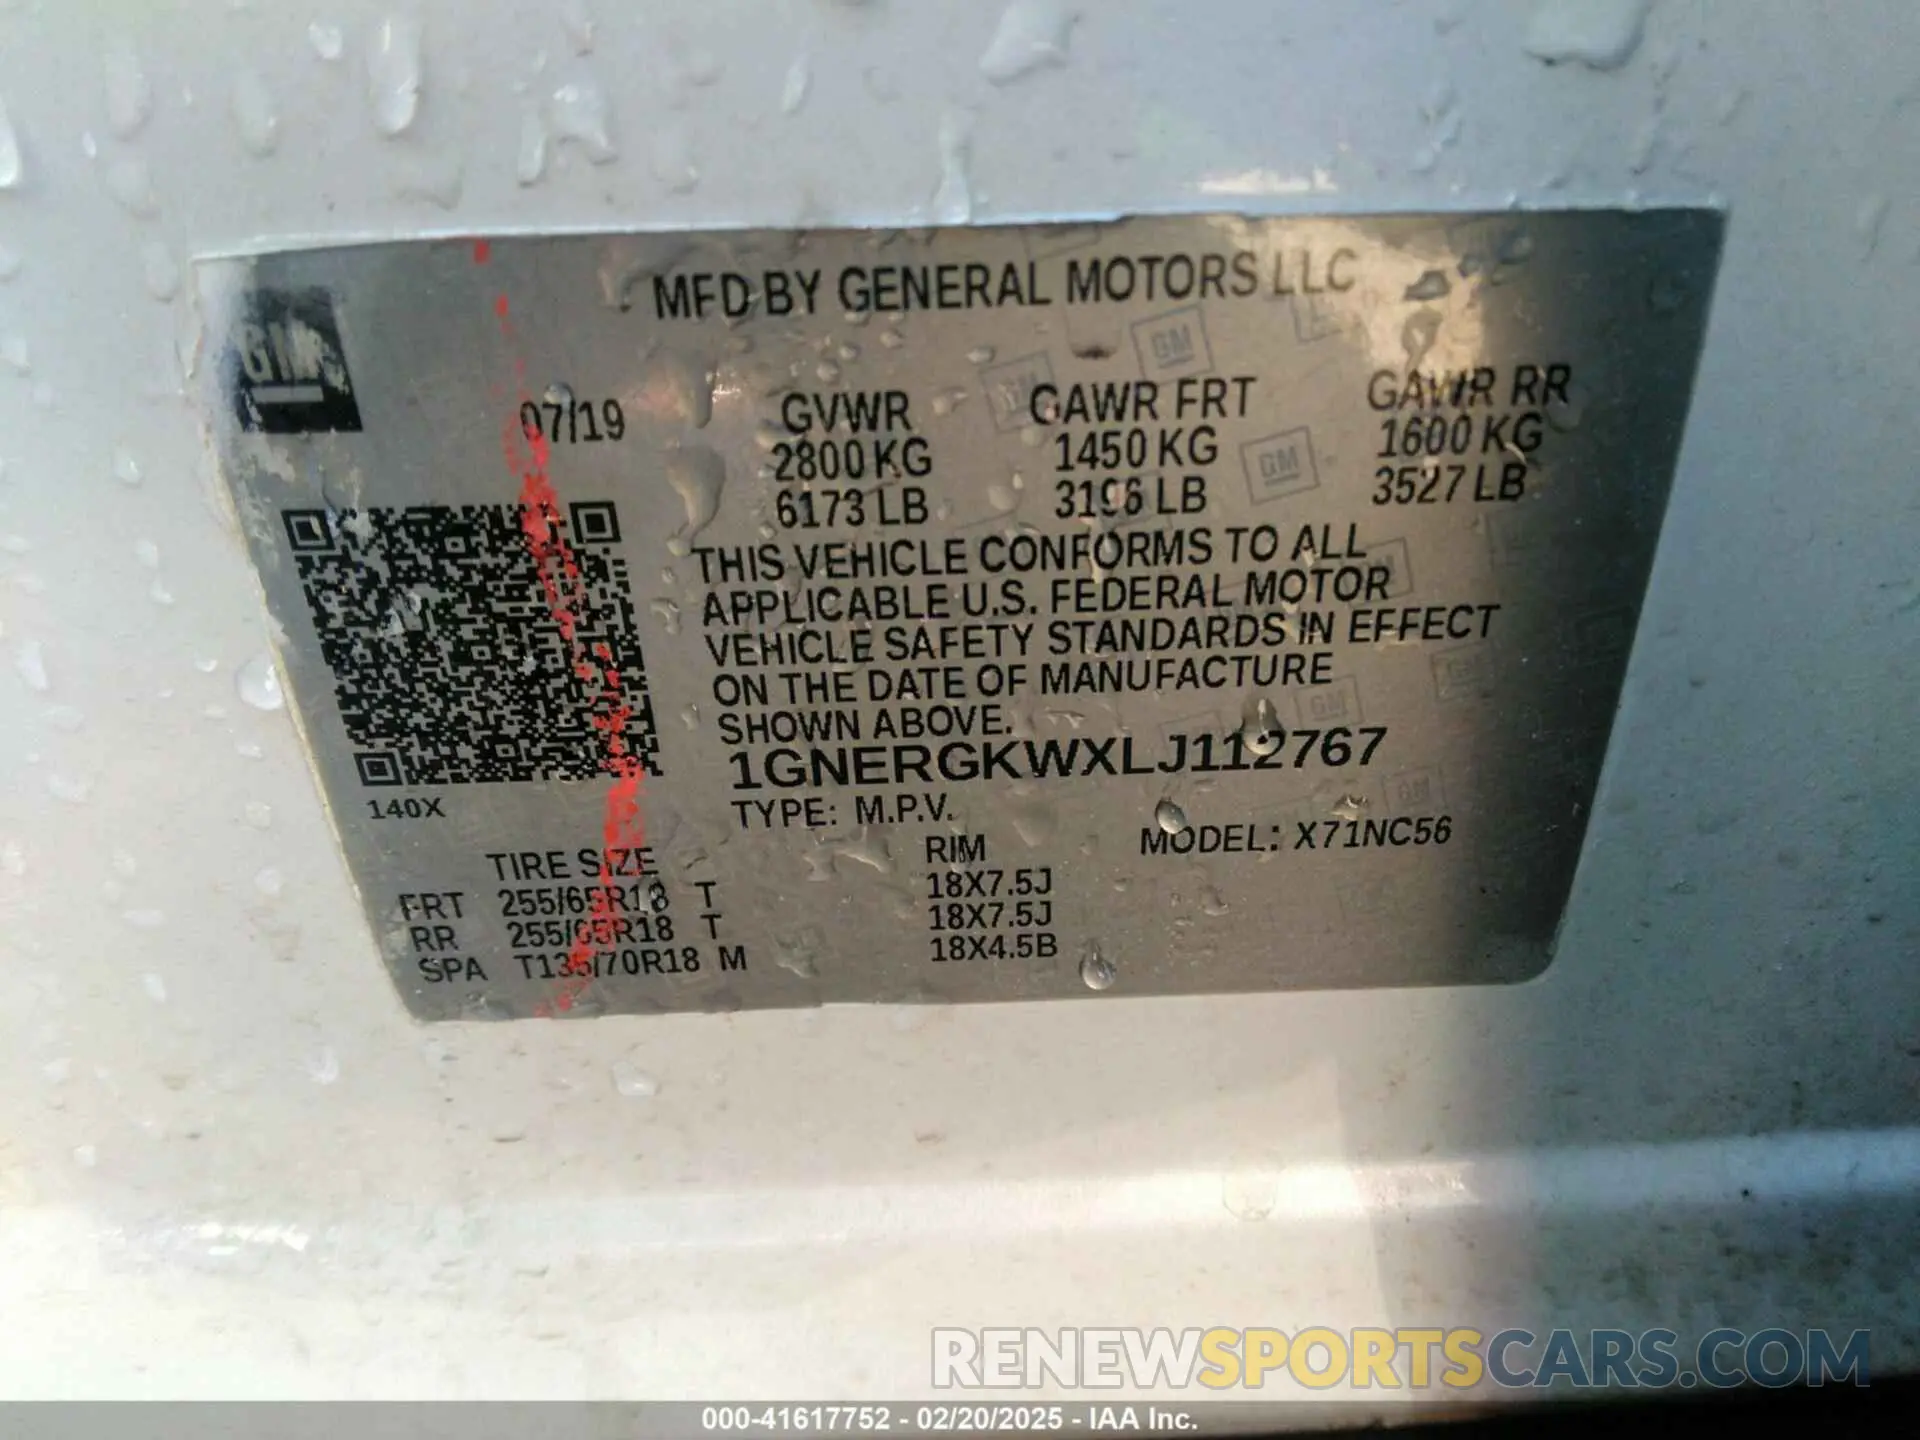 MFD BY GENERAL MOTORS LLC
GM
07/19 GVWR GAWR FRT GAWR RR
2800 KG 1450 KG 1600 KG
6173 LB 3196 LB 3527 LB
THIS VEHICLE CONFORMS TO ALL
APPLICABLE U.S. FEDERAL MOTOR
VEHICLE SAFETY STANDARDS IN EFFECT
ON THE DATE OF MANUFACTURE
SHOWN ABOVE.
1GNERGKWXLJ112767
140X
TYPE: M.P.V. MODEL: X71NC56
TIRE SIZE RIM
FRT 255/65R18 T 18X7.5J
RR 255/65R18 T 18X7.5J
SPA T135/70R18 M 18X4.5B
RENEWSPORTSCARS.COM
000-41617752 - 02/20/2025 - IAA Inc.